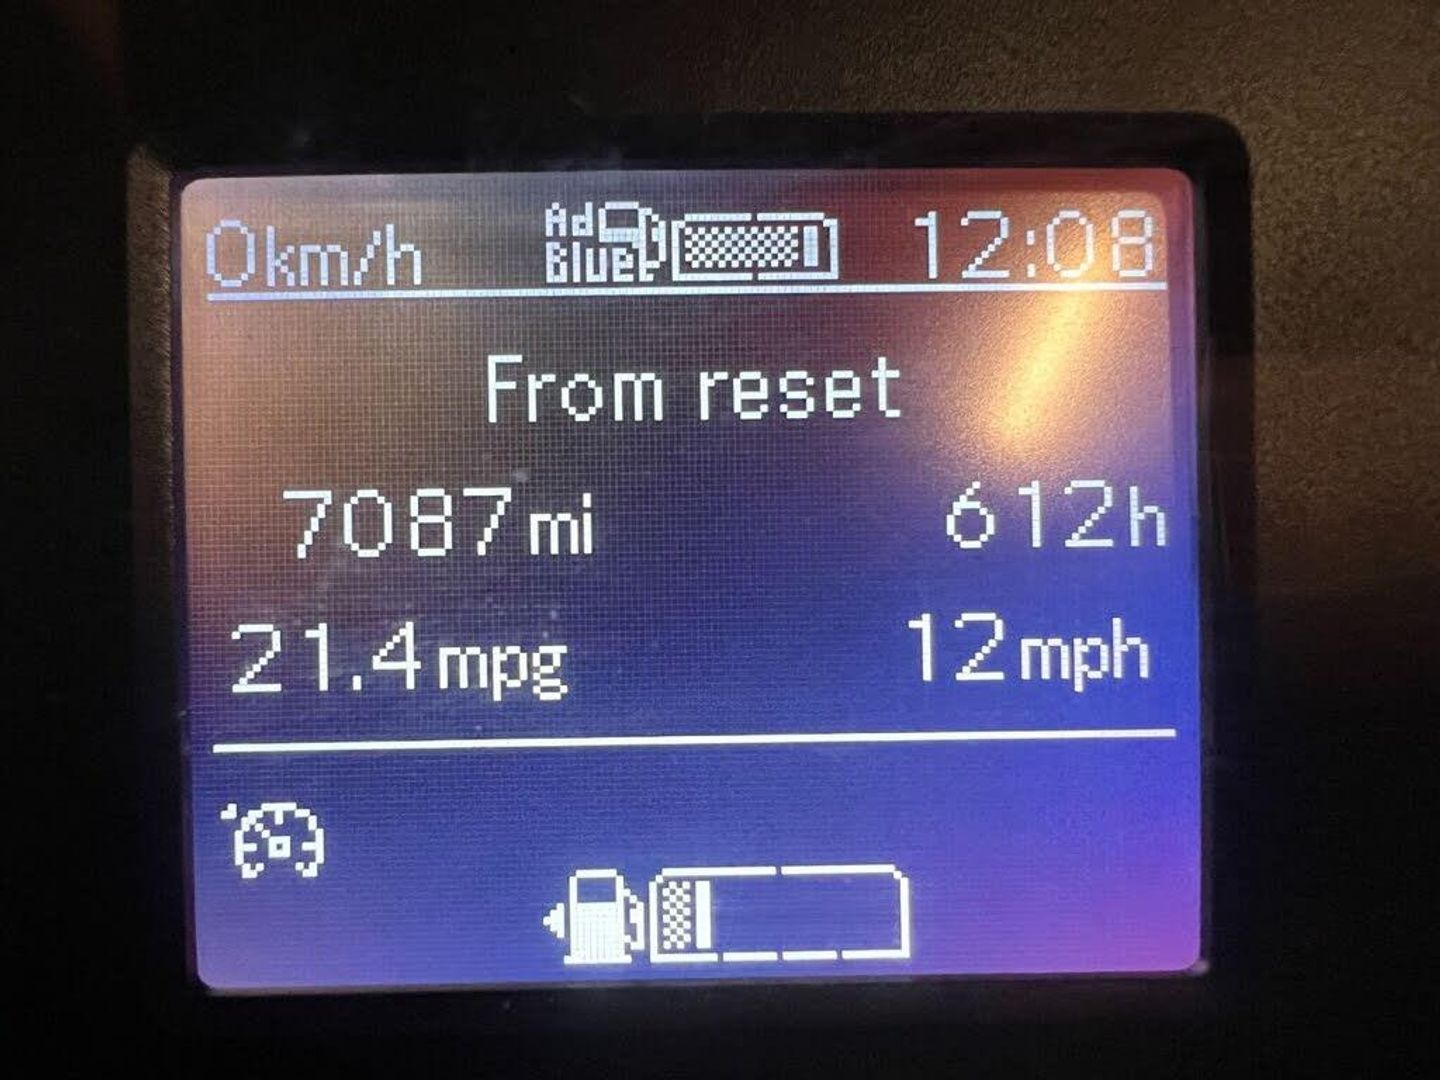 0km/h Ad Blue 12:08
From reset
7087mi 612h
21.4mpg 12mph